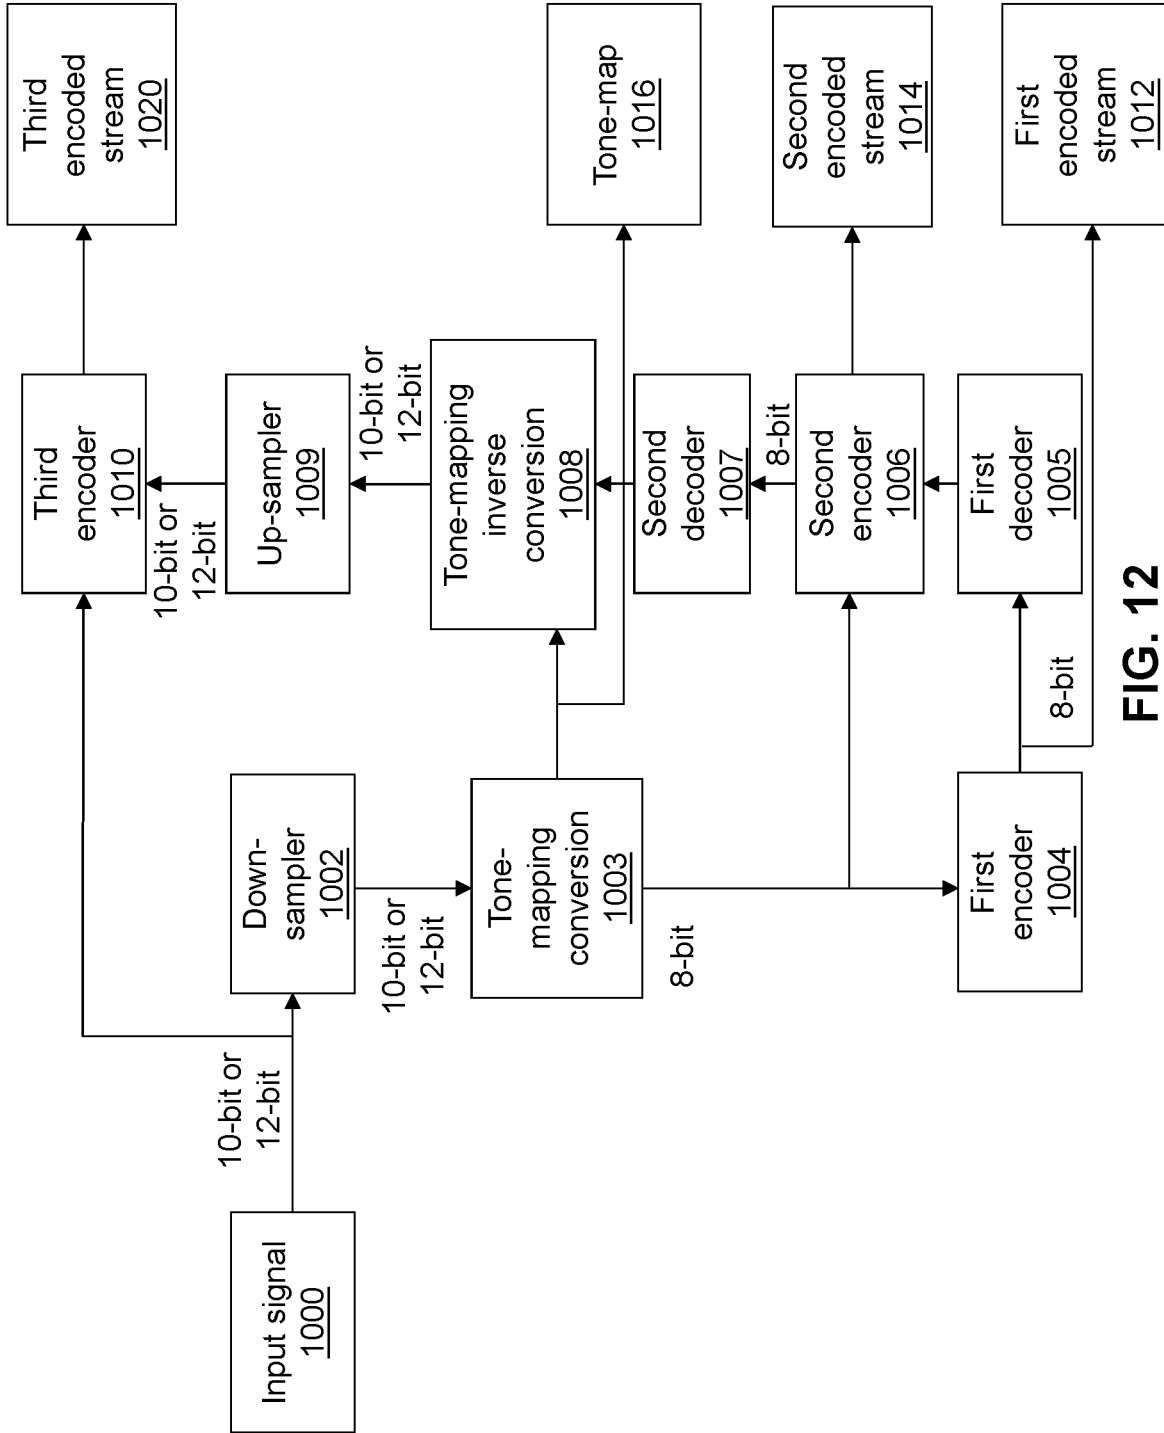 Input signal
1000
10-bit or
12-bit
Down-
sampler
1002
10-bit or
12-bit
Tone-
mapping
conversion
1003
8-bit
First
encoder
1004
8-bit
Third
encoder
1010
10-bit or
12-bit
Up-sampler
1009
10-bit or
12-bit
Tone-mapping
inverse
conversion
1008
Second
decoder
1007
8-bit
Second
encoder
1006
First
decoder
1005
Third
encoded
stream
1020
Tone-map
1016
Second
encoded
stream
1014
First
encoded
stream
1012
FIG. 12